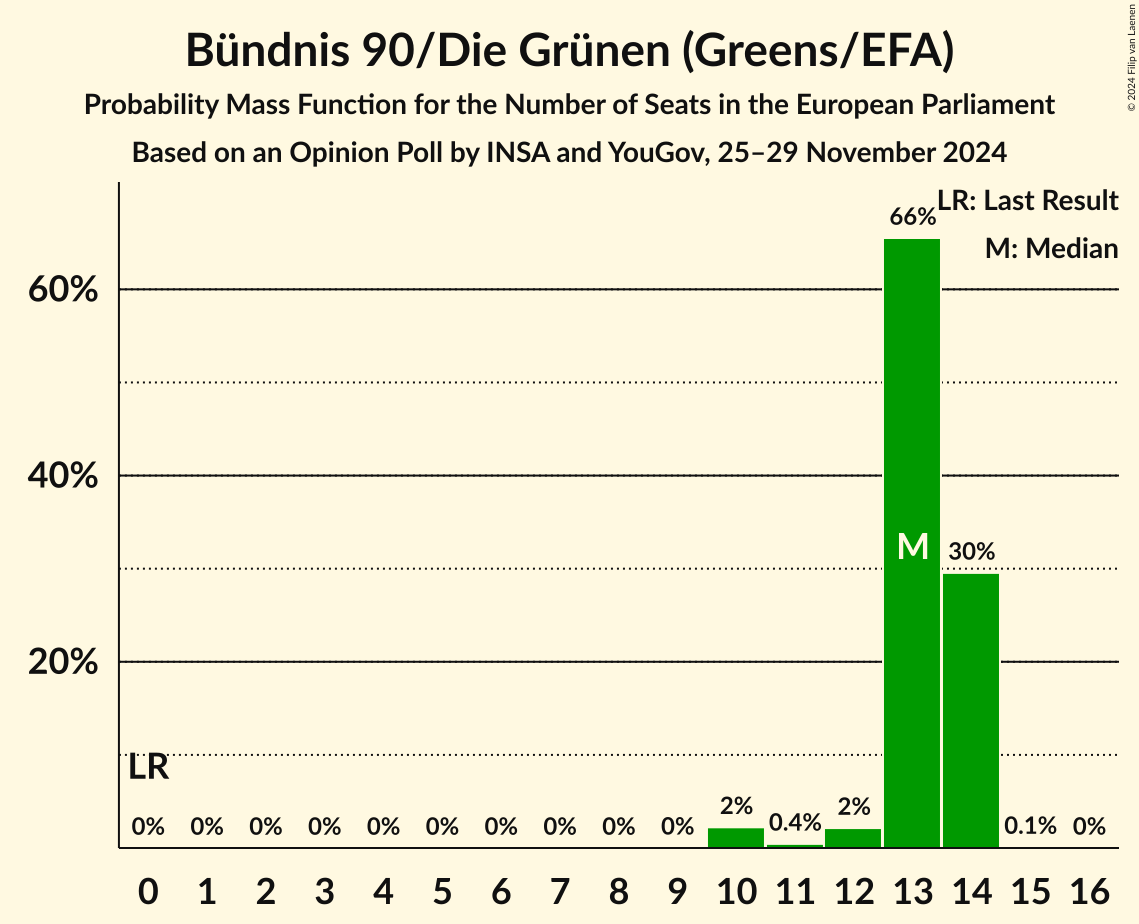 Bündnis 90/Die Grünen (Greens/EFA)
Probability Mass Function for the Number of Seats in the European Parliament
Based on an Opinion Poll by INSA and YouGov, 25–29 November 2024
© 2024 Filip van Laenen
LR: Last Result
M: Median
66%
60%
40%
M
30%
20%
LR
0% 0% 0% 0% 0% 0% 0% 0% 0% 0% 2% 0.4% 2% 0.1% 0%
0 1 2 3 4 5 6 7 8 9 10 11 12 13 14 15 16